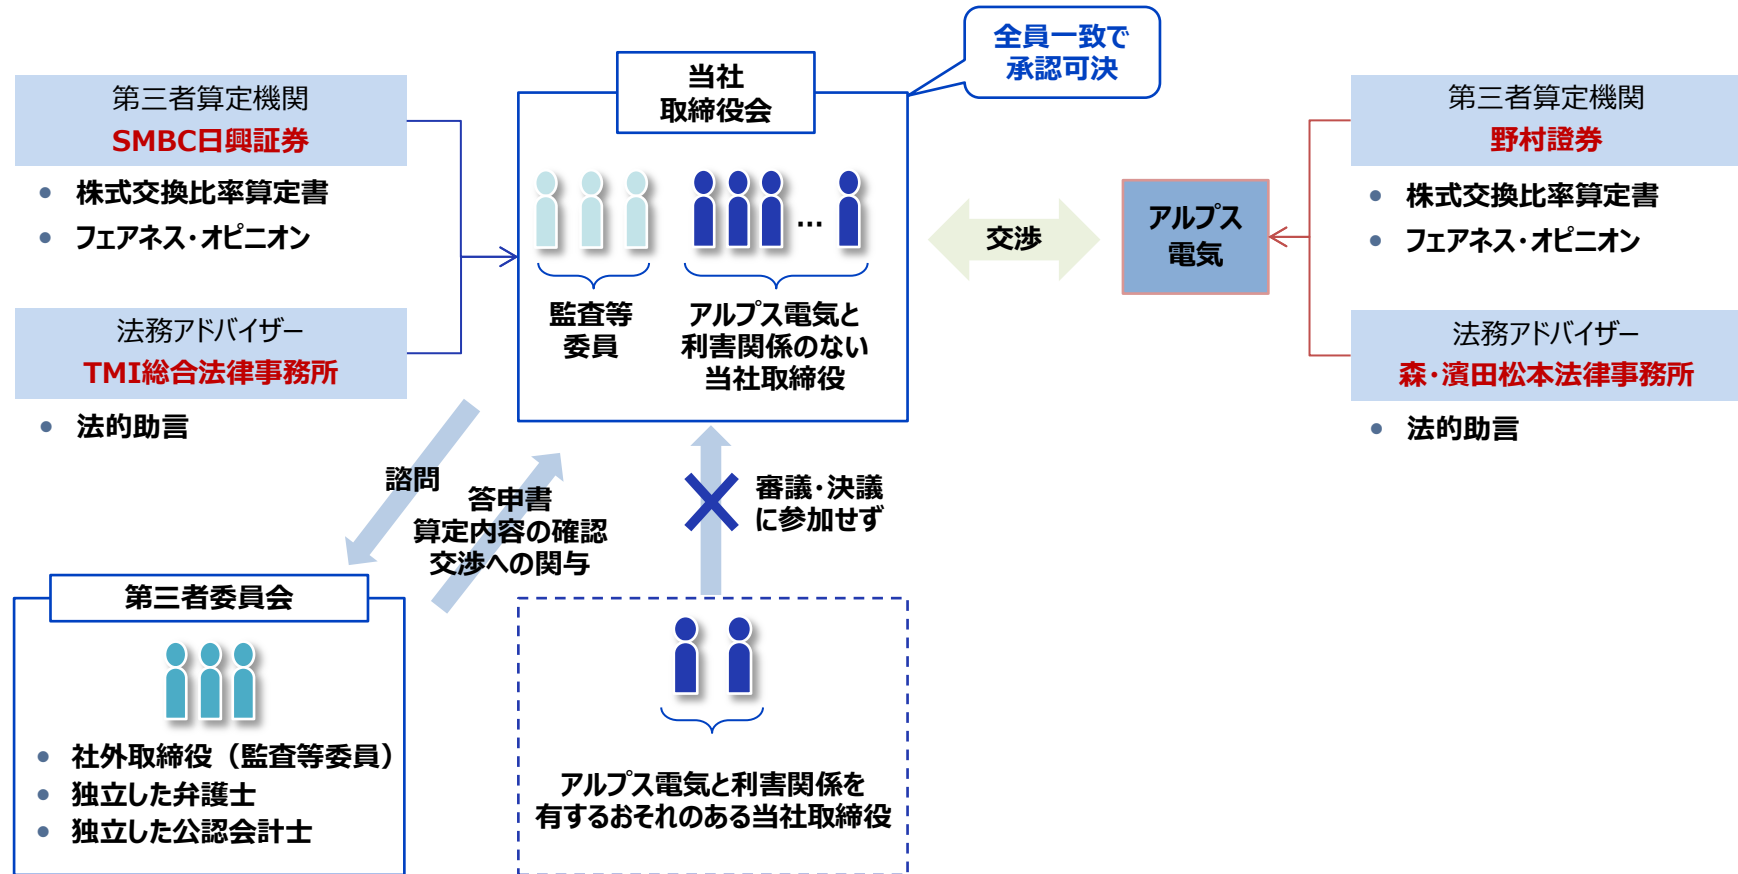 全員一致で
承認可決
当社
取締役会
第三者算定機関
SMBC日興証券
• 株式交換比率算定書
• フェアネス・オピニオン
法務アドバイザー
TMI総合法律事務所
• 法的助言
...
監査等
委員
アルプス電気と
利害関係のない
当社取締役
交渉
アルプス
電気
第三者算定機関
野村證券
• 株式交換比率算定書
• フェアネス・オピニオン
法務アドバイザー
森・濱田松本法律事務所
• 法的助言
諮問
答申書
算定内容の確認
交渉への関与
審議・決議
に参加せず
第三者委員会
• 社外取締役（監査等委員）
• 独立した弁護士
• 独立した公認会計士
アルプス電気と利害関係を
有するおそれのある当社取締役